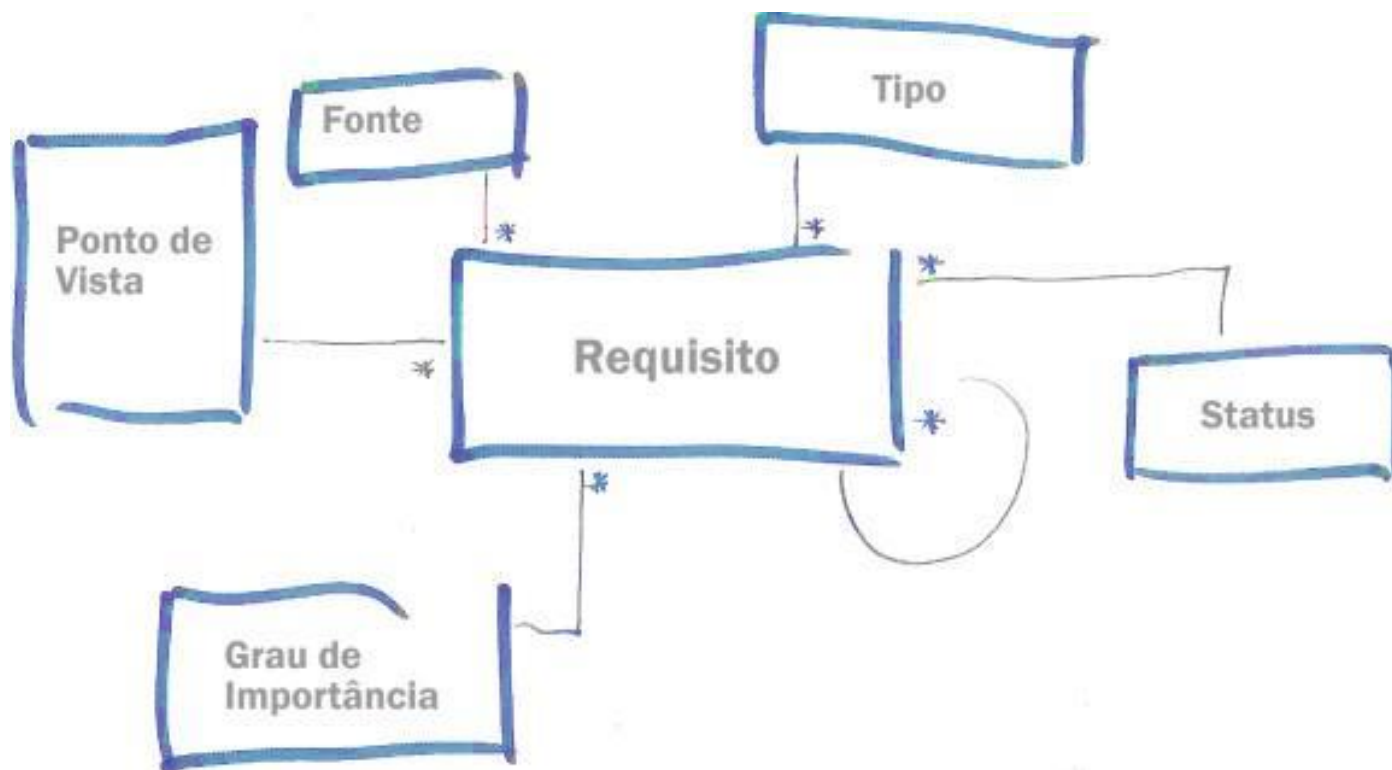 Tipo
Fonte
Ponto de
Vista
*
*
*
Requisito
*
*
Status
*
Grau de
Importância